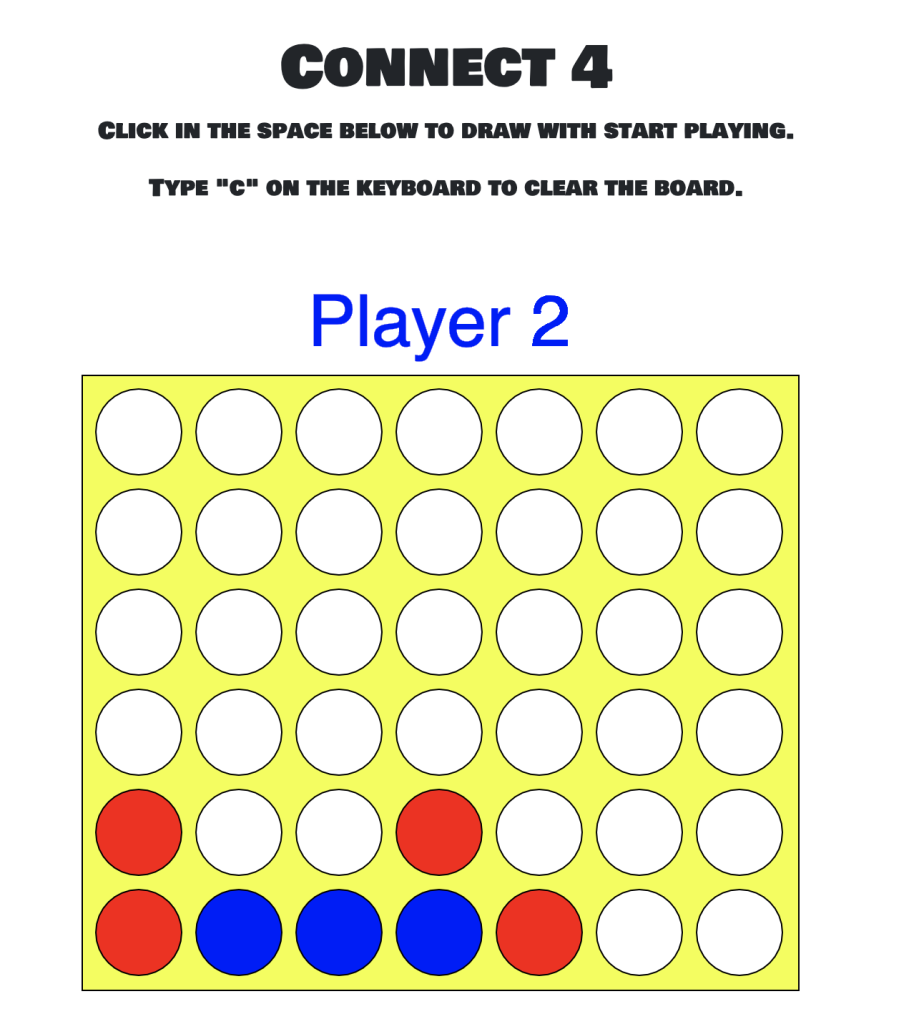 Connect 4
Click in the space below to draw with start playing.
Type "c" on the keyboard to clear the board.
Player 2